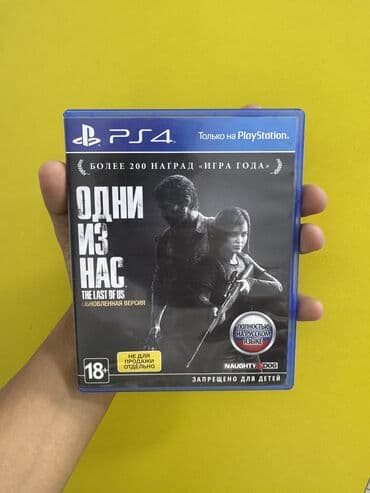 PS4
Только на PlayStation.
БОЛЕЕ 200 НАГРАД «ИГРА ГОДА»
ОДНИ
ИЗ
НАС
THE LAST OF US
ОБНОВЛЕННАЯ ВЕРСИЯ
ПОЛНОСТЬЮ
НА РУССКОМ
ЯЗЫКЕ
18+
НЕ ДЛЯ
ПРОДАЖИ
ОТДЕЛЬНО
NAUGHTY DOG
ЗАПРЕЩЕНО ДЛЯ ДЕТЕЙ